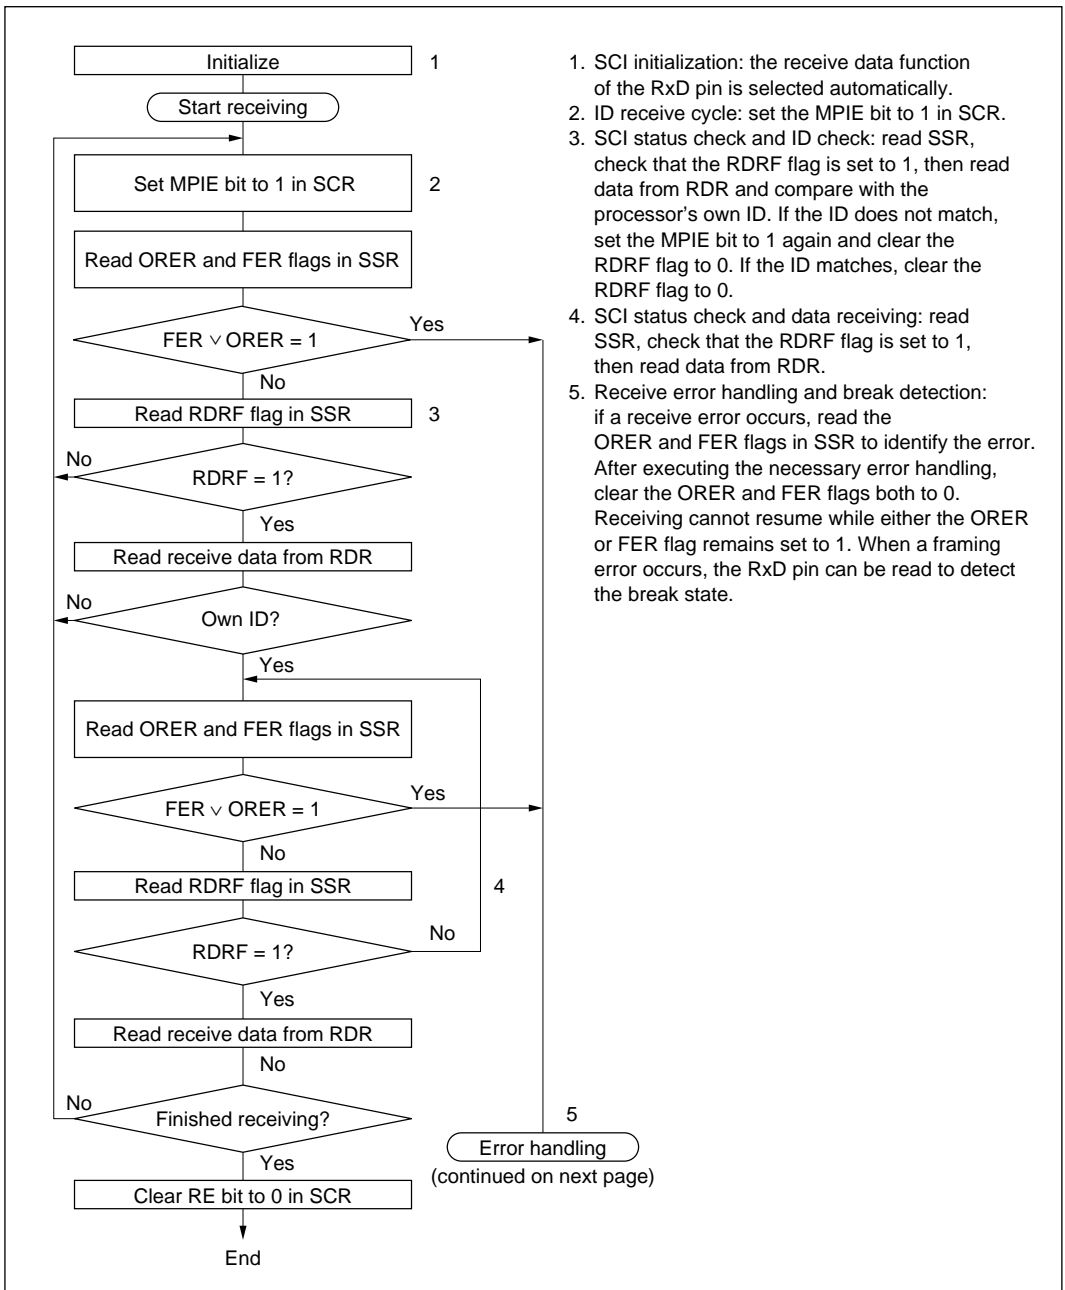 Initialize
1
Start receiving
Set MPIE bit to 1 in SCR
2
Read ORER and FER flags in SSR
FER ∨ ORER = 1
Yes
No
Read RDRF flag in SSR
3
No
RDRF = 1?
Yes
Read receive data from RDR
No
Own ID?
Yes
Read ORER and FER flags in SSR
FER ∨ ORER = 1
Yes
No
Read RDRF flag in SSR
4
RDRF = 1?
No
Yes
Read receive data from RDR
No
No
Finished receiving?
Yes
Clear RE bit to 0 in SCR
End
5
Error handling
(continued on next page)
1. SCI initialization: the receive data function
of the RxD pin is selected automatically.
2. ID receive cycle: set the MPIE bit to 1 in SCR.
3. SCI status check and ID check: read SSR,
check that the RDRF flag is set to 1, then read
data from RDR and compare with the
processor's own ID. If the ID does not match,
set the MPIE bit to 1 again and clear the
RDRF flag to 0. If the ID matches, clear the
RDRF flag to 0.
4. SCI status check and data receiving: read
SSR, check that the RDRF flag is set to 1,
then read data from RDR.
5. Receive error handling and break detection:
if a receive error occurs, read the
ORER and FER flags in SSR to identify the error.
After executing the necessary error handling,
clear the ORER and FER flags both to 0.
Receiving cannot resume while either the ORER
or FER flag remains set to 1. When a framing
error occurs, the RxD pin can be read to detect
the break state.